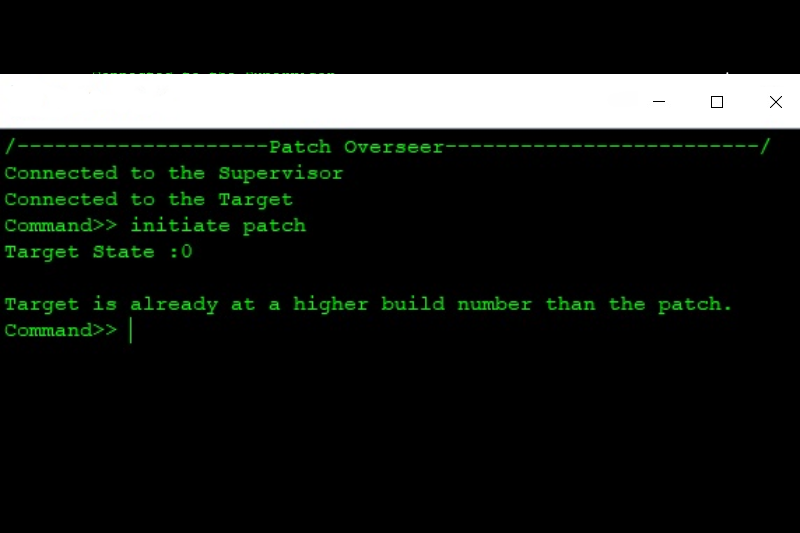 /--------------------Patch Overseer-------------------------/
Connected to the Supervisor
Connected to the Target
Command>> initiate patch
Target State :0
Target is already at a higher build number than the patch.
Command>>